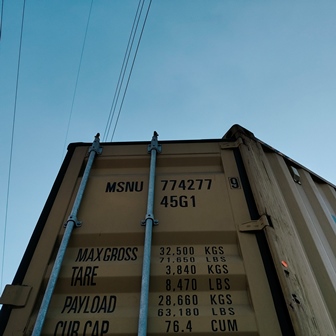 MSNU 774277 9
45G1
MAX GROSS 32,500 KGS
71,650 LBS
TARE 3,840 KGS
8,470 LBS
PAYLOAD 28,660 KGS
63,180 LBS
CUB CAP 76.4 CUM